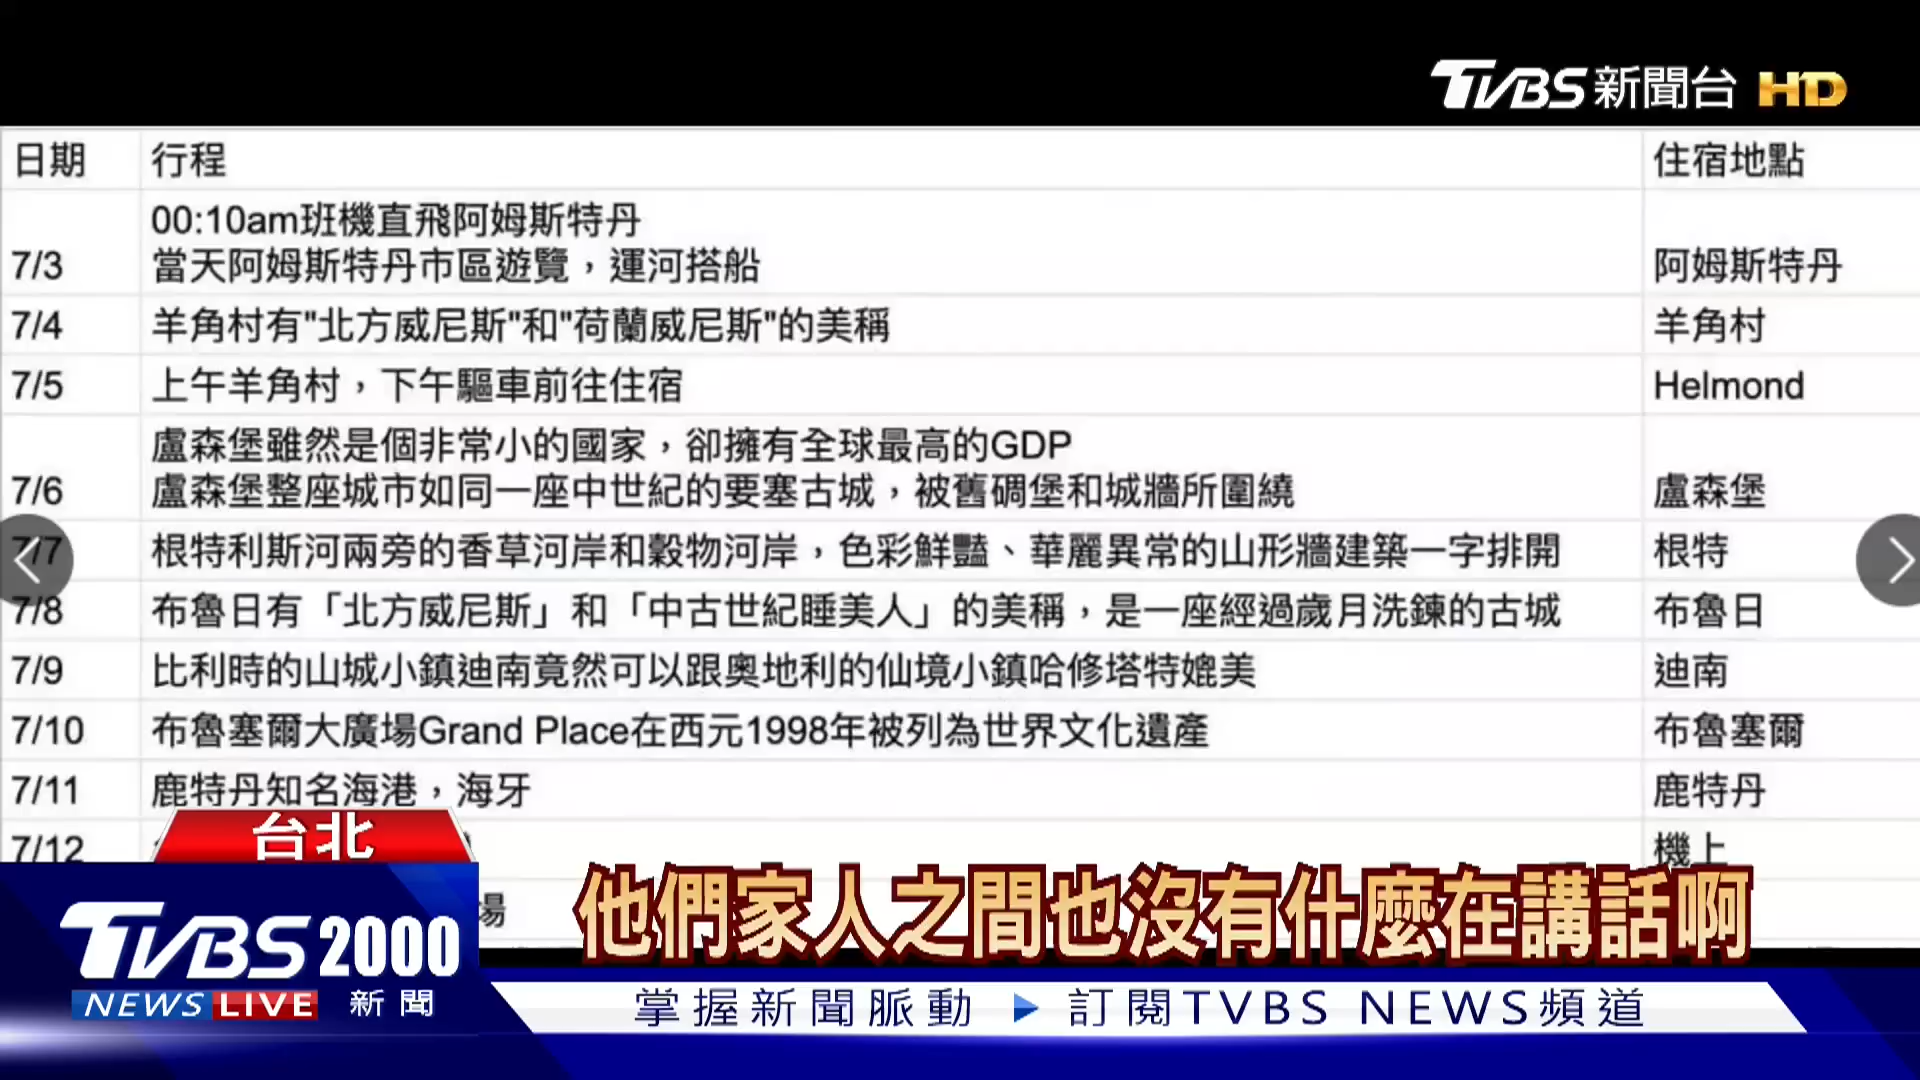 TVBS新聞台 HD
日期 行程 住宿地點
00:10am班機直飛阿姆斯特丹
7/3 當天阿姆斯特丹市區遊覽，運河搭船 阿姆斯特丹
7/4 羊角村有"北方威尼斯"和"荷蘭威尼斯"的美稱 羊角村
7/5 上午羊角村，下午驅車前往住宿 Helmond
盧森堡雖然是個非常小的國家，卻擁有全球最高的GDP
7/6 盧森堡整座城市如同一座中世紀的要塞古城，被舊碉堡和城牆所圍繞 盧森堡
7/7 根特利斯河兩旁的香草河岸和穀物河岸，色彩鮮豔、華麗異常的山形牆建築一字排開 根特
7/8 布魯日有「北方威尼斯」和「中古世紀睡美人」的美稱，是一座經過歲月洗鍊的古城 布魯日
7/9 比利時的山城小鎮迪南竟然可以跟奧地利的仙境小鎮哈修塔特媲美 迪南
7/10 布魯塞爾大廣場Grand Place在西元1998年被列為世界文化遺產 布魯塞爾
7/11 鹿特丹知名海港，海牙 鹿特丹
7/12 機上
台北
場
他們家人之間也沒有什麼在講話啊
TVBS 2000
NEWS LIVE 新聞
掌握新聞脈動 ▶ 訂閱TVBS NEWS頻道